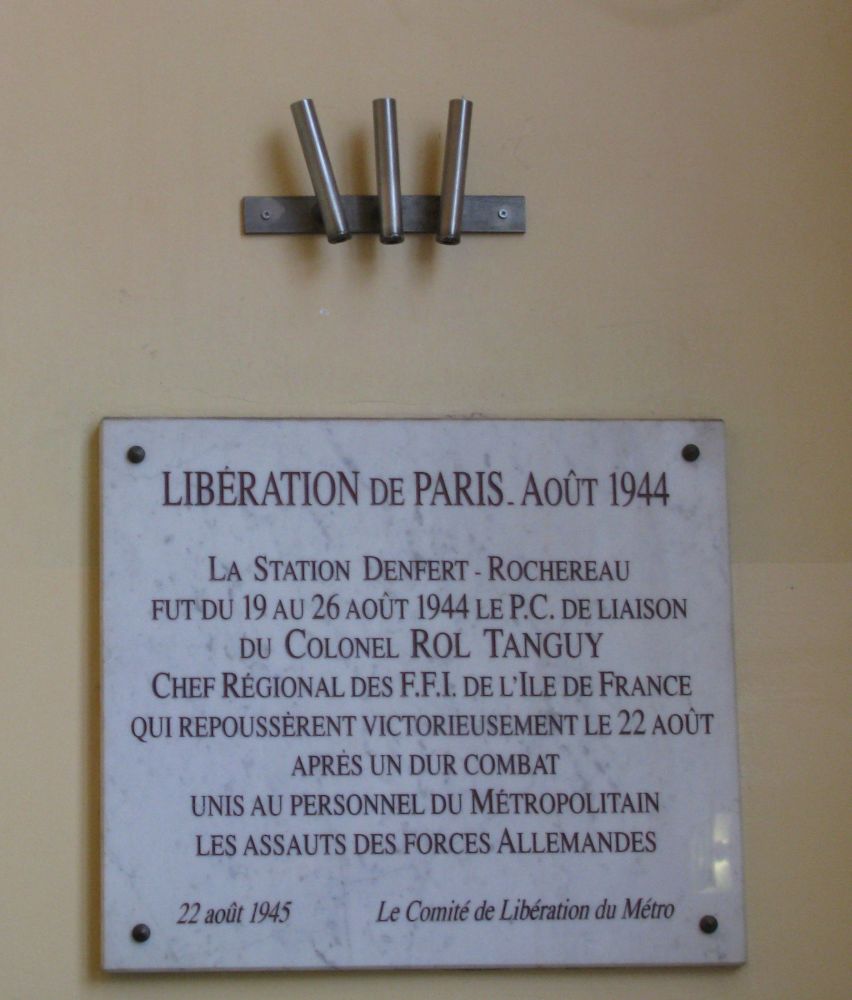 LIBÉRATION DE PARIS_AOÛT 1944
LA STATION DENFERT - ROCHEREAU
FUT DU 19 AU 26 AOÛT 1944 LE P.C. DE LIAISON
DU COLONEL ROL TANGUY
CHEF RÉGIONAL DES F.F.I. DE L'ILE DE FRANCE
QUI REPOUSSÈRENT VICTORIEUSEMENT LE 22 AOÛT
APRÈS UN DUR COMBAT
UNIS AU PERSONNEL DU MÉTROPOLITAIN
LES ASSAUTS DES FORCES ALLEMANDES
22 août 1945 Le Comité de Libération du Métro